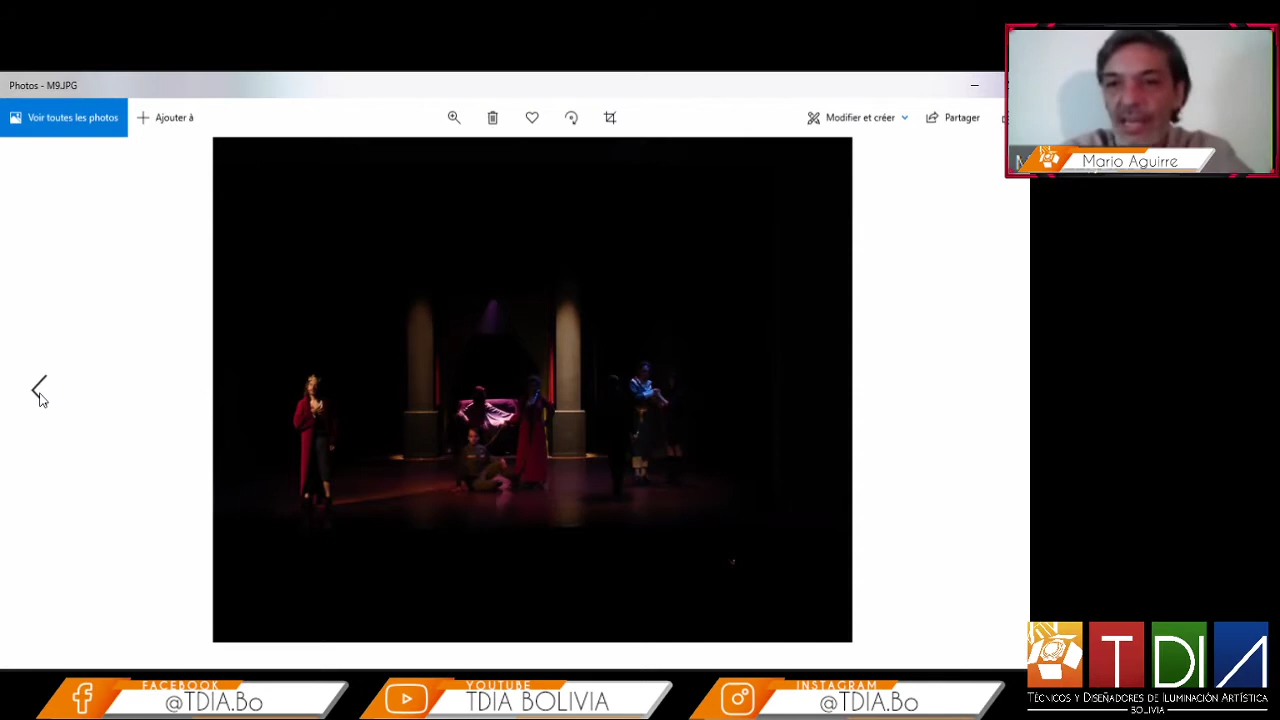 Photos - M9.JPG
Voir toutes les photos
Ajouter à
Modifier et créer
Partager
Mario Aguirre
FACEBOOK
@TDIA.Bo
YOUTUBE
TDIA BOLIVIA
INSTAGRAM
@TDIA.Bo
TDIA
TÉCNICOS Y DISEÑADORES DE ILUMINACIÓN ARTÍSTICA
BOLIVIA